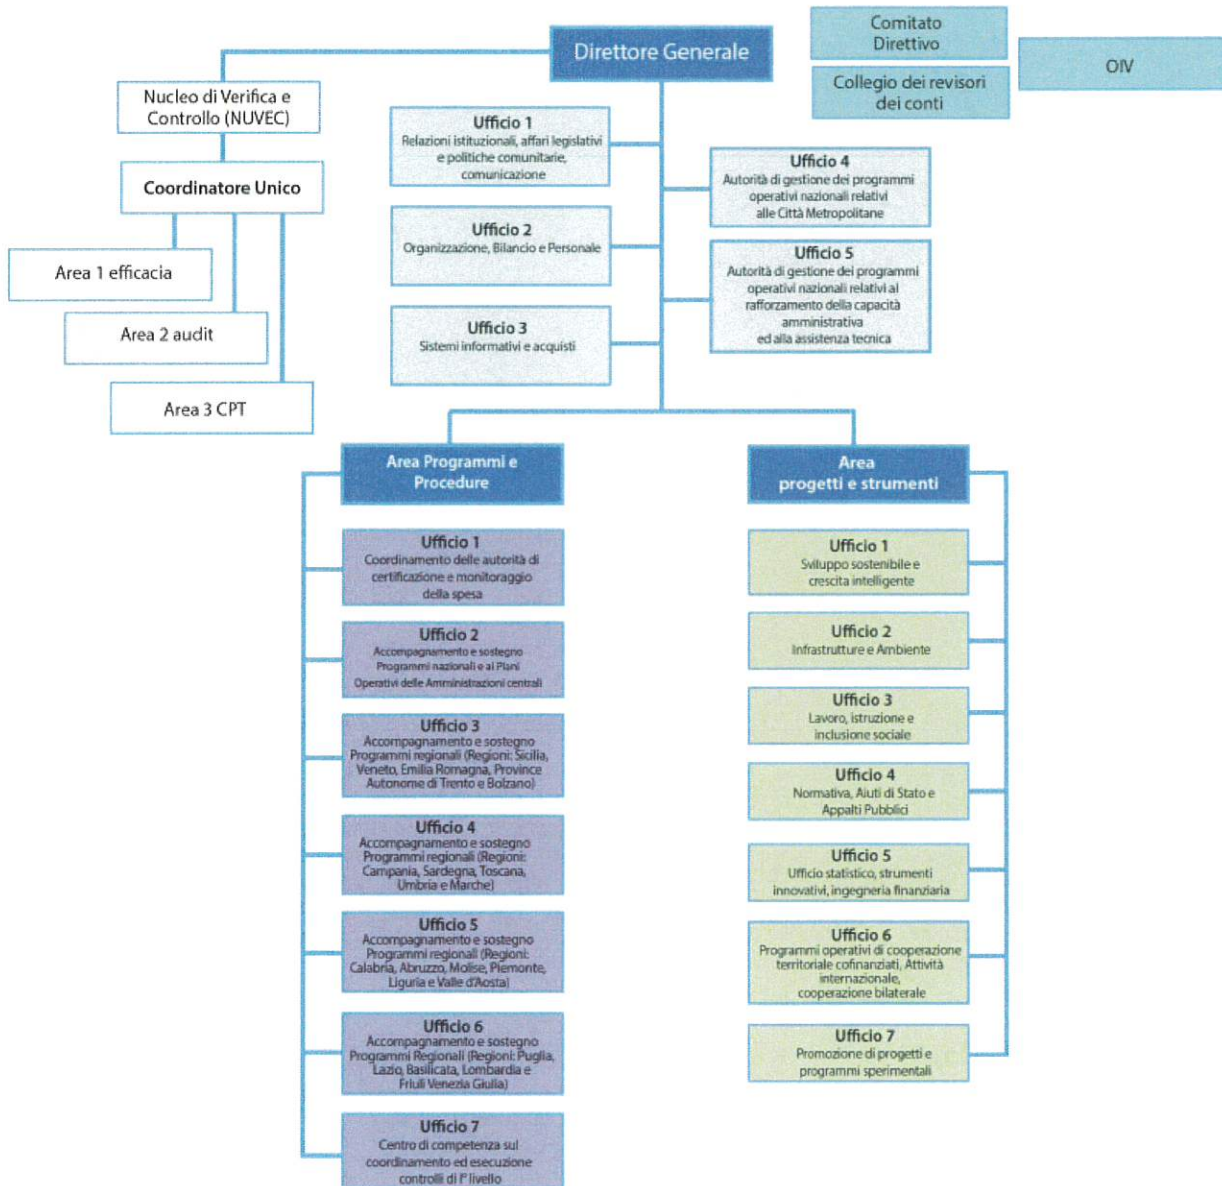 Direttore Generale
Comitato
Direttivo
Collegio dei revisori
dei conti
OIV
Nucleo di Verifica e
Controllo (NUVEC)
Coordinatore Unico
Area 1 efficacia
Area 2 audit
Area 3 CPT
Ufficio 1
Relazioni istituzionali, affari legislativi
e politiche comunitarie,
comunicazione
Ufficio 2
Organizzazione, Bilancio e Personale
Ufficio 3
Sistemi informativi e acquisti
Ufficio 4
Autorità di gestione dei programmi
operativi nazionali relativi
alle Città Metropolitane
Ufficio 5
Autorità di gestione dei programmi
operativi nazionali relativi al
rafforzamento della capacità
amministrativa
ed alla assistenza tecnica
Area Programmi e
Procedure
Ufficio 1
Coordinamento delle autorità di
certificazione e monitoraggio
della spesa
Ufficio 2
Accompagnamento e sostegno
Programmi nazionali e ai Piani
Operativi delle Amministrazioni centrali
Ufficio 3
Accompagnamento e sostegno
Programmi regionali (Regioni: Sicilia,
Veneto, Emilia Romagna, Province
Autonome di Trento e Bolzano)
Ufficio 4
Accompagnamento e sostegno
Programmi regionali (Regioni:
Campania, Sardegna, Toscana,
Umbria e Marche)
Ufficio 5
Accompagnamento e sostegno
Programmi regionali (Regioni:
Calabria, Abruzzo, Molise, Piemonte,
Liguria e Valle d'Aosta)
Ufficio 6
Accompagnamento e sostegno
Programmi Regionali (Regioni: Puglia,
Lazio, Basilicata, Lombardia e
Friuli Venezia Giulia)
Ufficio 7
Centro di competenza sul
coordinamento ed esecuzione
controlli di I° livello
Area
progetti e strumenti
Ufficio 1
Sviluppo sostenibile e
crescita intelligente
Ufficio 2
Infrastrutture e Ambiente
Ufficio 3
Lavoro, istruzione e
inclusione sociale
Ufficio 4
Normativa, Aiuti di Stato e
Appalti Pubblici
Ufficio 5
Ufficio statistico, strumenti
innovativi, ingegneria finanziaria
Ufficio 6
Programmi operativi di cooperazione
territoriale cofinanziati, Attività
internazionale,
cooperazione bilaterale
Ufficio 7
Promozione di progetti e
programmi sperimentali